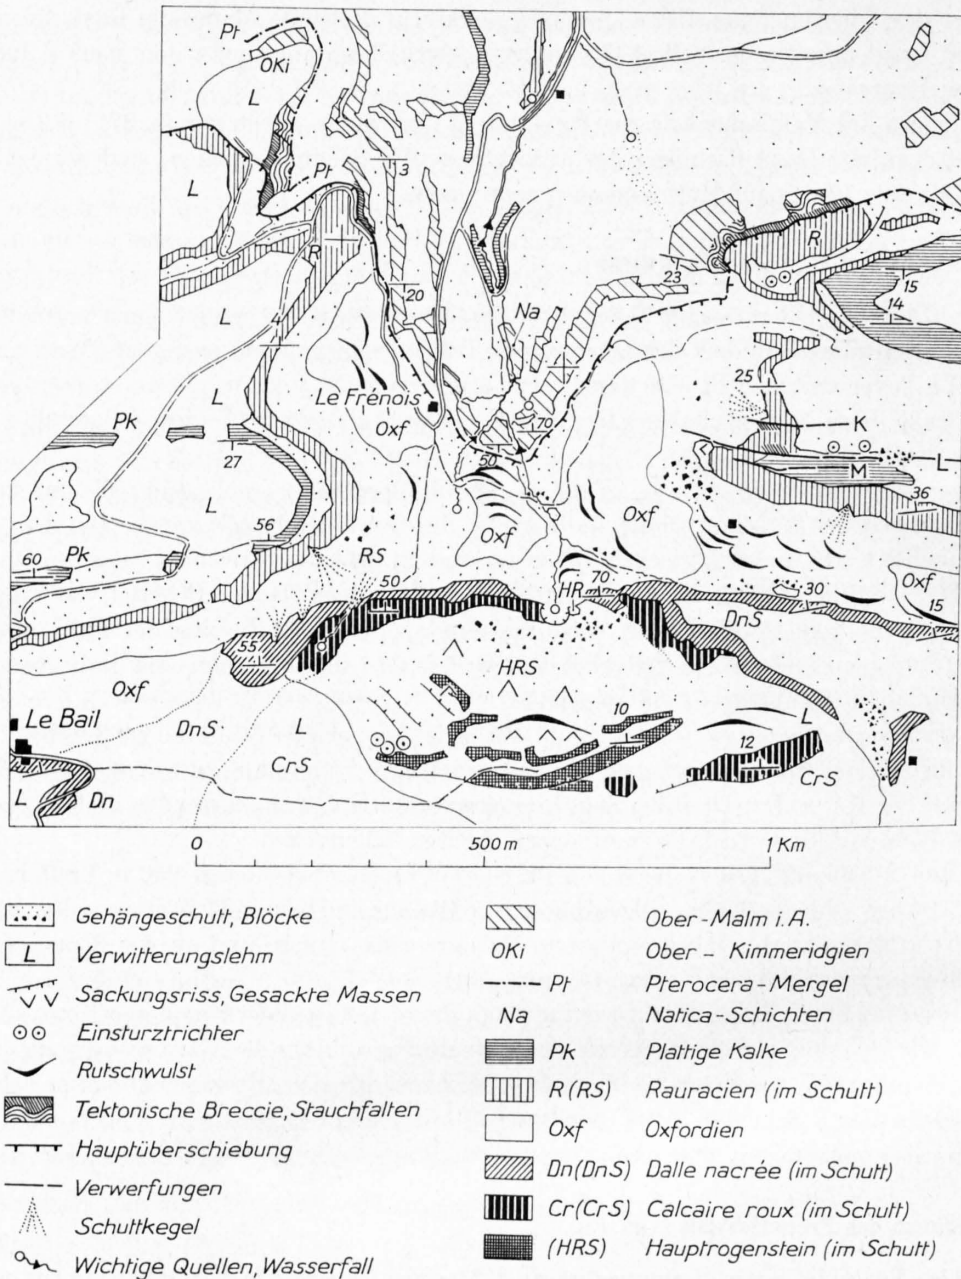 Pt
OKi
L
L
Pt
3
R
R
15
14
23
20
L
Na
25
Le Frénois
Oxf
70
K
Pk
L
27
50
L
M
L
36
Oxf
Oxf
56
60
Pk
RS
50
HR
70
30
Oxf
15
DnS
55
HRS
Oxf
10
Le Bail
DnS
L
L
12
CrS
CrS
L
Dn
0
500 m
1 Km
Gehängeschutt, Blöcke
L Verwitterungslehm
Sackungsriss, Gesackte Massen
Einsturztrichter
Rutschwulst
Tektonische Breccie, Stauchfalten
Hauptüberschiebung
Verwerfungen
Schuttkegel
Wichtige Quellen, Wasserfall
Ober-Malm i.A.
OKi Ober-Kimmeridgien
Pt Pterocera-Mergel
Na Natica-Schichten
Pk Plattige Kalke
R (RS) Rauracien (im Schutt)
Oxf Oxfordien
Dn (DnS) Dalle nacrée (im Schutt)
Cr (CrS) Calcaire roux (im Schutt)
(HRS) Hauptrogenstein (im Schutt)